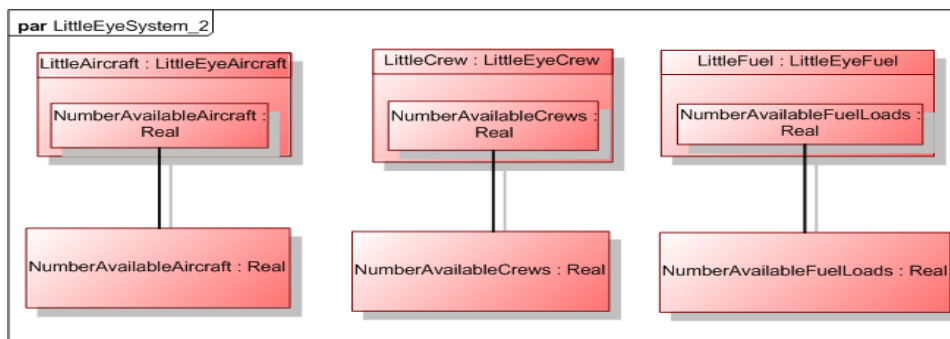 par LittleEyeSystem_2
LittleAircraft : LittleEyeAircraft
NumberAvailableAircraft :
Real
NumberAvailableAircraft : Real
LittleCrew : LittleEyeCrew
NumberAvailableCrews :
Real
NumberAvailableCrews : Real
LittleFuel : LittleEyeFuel
NumberAvailableFuelLoads :
Real
NumberAvailableFuelLoads : Real